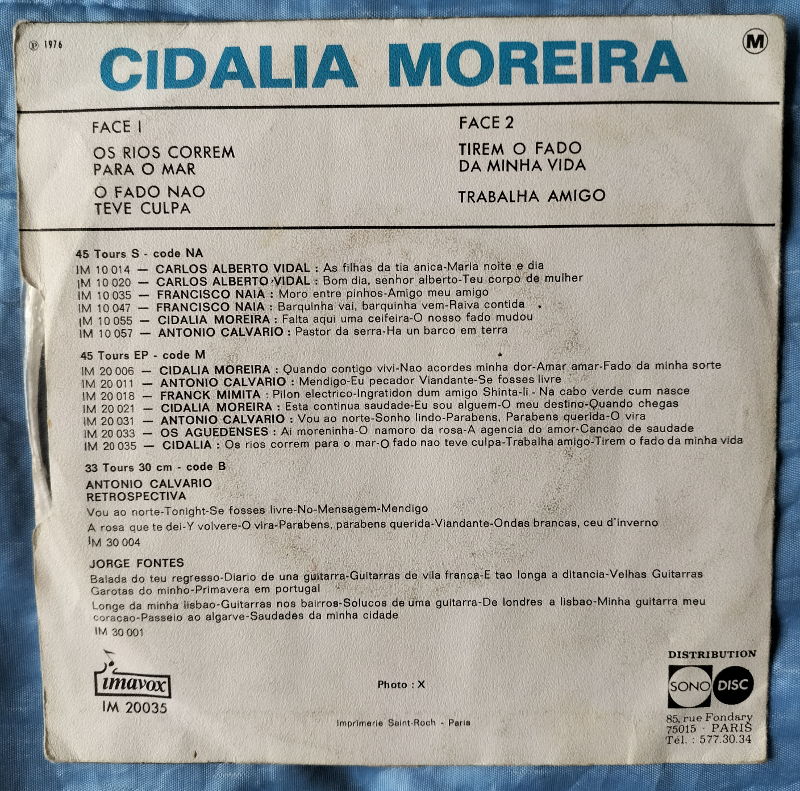 ℗ 1976
M
CIDALIA MOREIRA
FACE 1
OS RIOS CORREM
PARA O MAR
O FADO NAO
TEVE CULPA
FACE 2
TIREM O FADO
DA MINHA VIDA
TRABALHA AMIGO
45 Tours S - code NA
IM 10 014 — CARLOS ALBERTO VIDAL : As filhas da tia anica-Maria noite e dia
IM 10 020 — CARLOS ALBERTO VIDAL : Bom dia, senhor alberto-Teu corpo de mulher
IM 10 035 — FRANCISCO NAIA : Moro entre pinhos-Amigo meu amigo
IM 10 047 — FRANCISCO NAIA : Barquinha vai, barquinha vem-Raiva contida
IM 10 055 — CIDALIA MOREIRA : Falta aqui uma ceifeira-O nosso fado mudou
IM 10 057 — ANTONIO CALVARIO : Pastor da serra-Ha un barco em terra
45 Tours EP - code M
IM 20 006 — CIDALIA MOREIRA : Quando contigo vivi-Nao acordes minha dor-Amar amar-Fado da minha sorte
IM 20 011 — ANTONIO CALVARIO : Mendigo-Eu pecador Viandante-Se fosses livre
IM 20 018 — FRANCK MIMITA : Pilon electrico-Ingratidon dum amigo Shinta-li - Na cabo verde cum nasce
IM 20 021 — CIDALIA MOREIRA : Esta continua saudade-Eu sou alguem-O meu destino-Quando chegas
IM 20 031 — ANTONIO CALVARIO : Vou ao norte-Sonho lindo-Parabens, Parabens querida-O vira
IM 20 033 — OS AGUEDENSES : Ai moreninha-O namoro da rosa-A agencia do amor-Cancao de saudade
IM 20 035 — CIDALIA : Os rios correm para o mar-O fado nao teve culpa-Trabalha amigo-Tirem o fado da minha vida
33 Tours 30 cm - code B
ANTONIO CALVARIO
RETROSPECTIVA
Vou ao norte-Tonight-Se fosses livre-No-Mensagem-Mendigo
A rosa que te dei-Y volvere-O vira-Parabens, parabens querida-Viandante-Ondas brancas, ceu d'inverno
IM 30 004
JORGE FONTES
Balada do teu regresso-Diario de una guitarra-Guitarras de vila franca-E tao longa a ditancia-Velhas Guitarras
Garotas do minho-Primavera em portugal
Longe da minha lisbao-Guitarras nos bairros-Solucos de uma guitarra-De londres a lisbao-Minha guitarra meu
coracao-Passeio ao algarve-Saudades da minha cidade
IM 30 001
imavox
IM 20035
Photo : X
Imprimerie Saint-Roch - Paris
DISTRIBUTION
SONO DISC
85, rue Fondary
75015 - PARIS
Tél. : 577.30.34